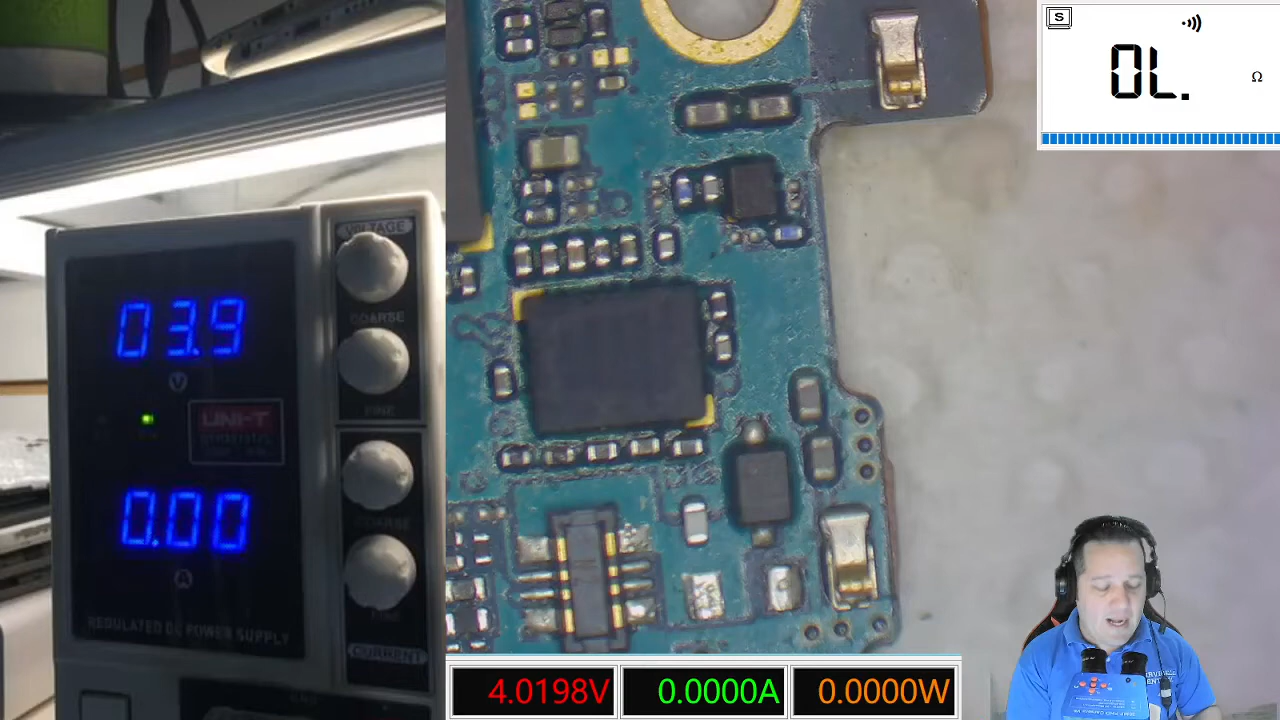 VOLTAGE
COARSE
03.9
V
FINE
UNI-T
0.00
COARSE
A
FINE
REGULATED DC POWER SUPPLY
CURRENT
S
OL.
Ω
4.0198V
0.0000A
0.0000W